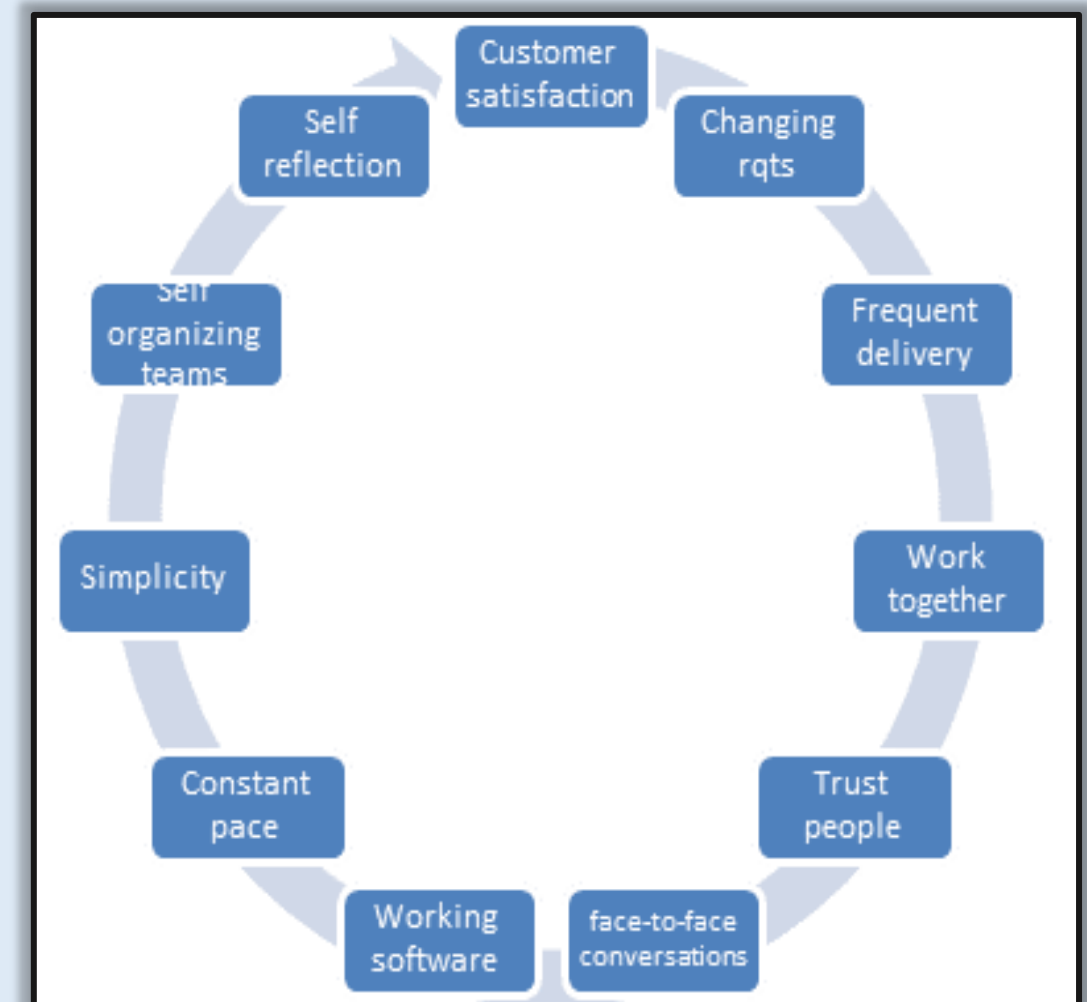 Customer
satisfaction
Changing
rqts
Frequent
delivery
Work
together
Trust
people
face-to-face
conversations
Working
software
Constant
pace
Simplicity
Self
organizing
teams
Self
reflection